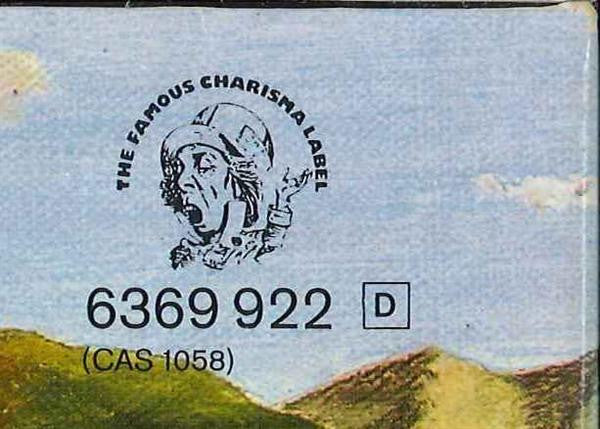 THE FAMOUS CHARISMA LABEL
6369 922 D
(CAS 1058)